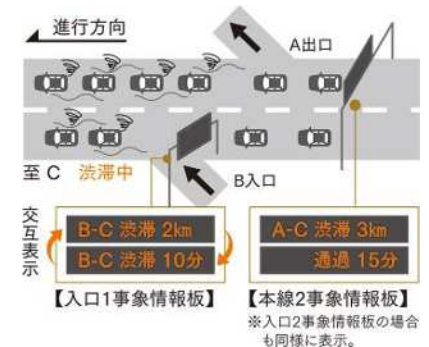 進行方向
A出口
至 C 渋滞中
B入口
交互表示
B-C 渋滞 2km
B-C 渋滞 10分
【入口1事象情報板】
A-C 渋滞 3km
通過 15分
【本線2事象情報板】
※入口2事象情報板の場合
も同様に表示。